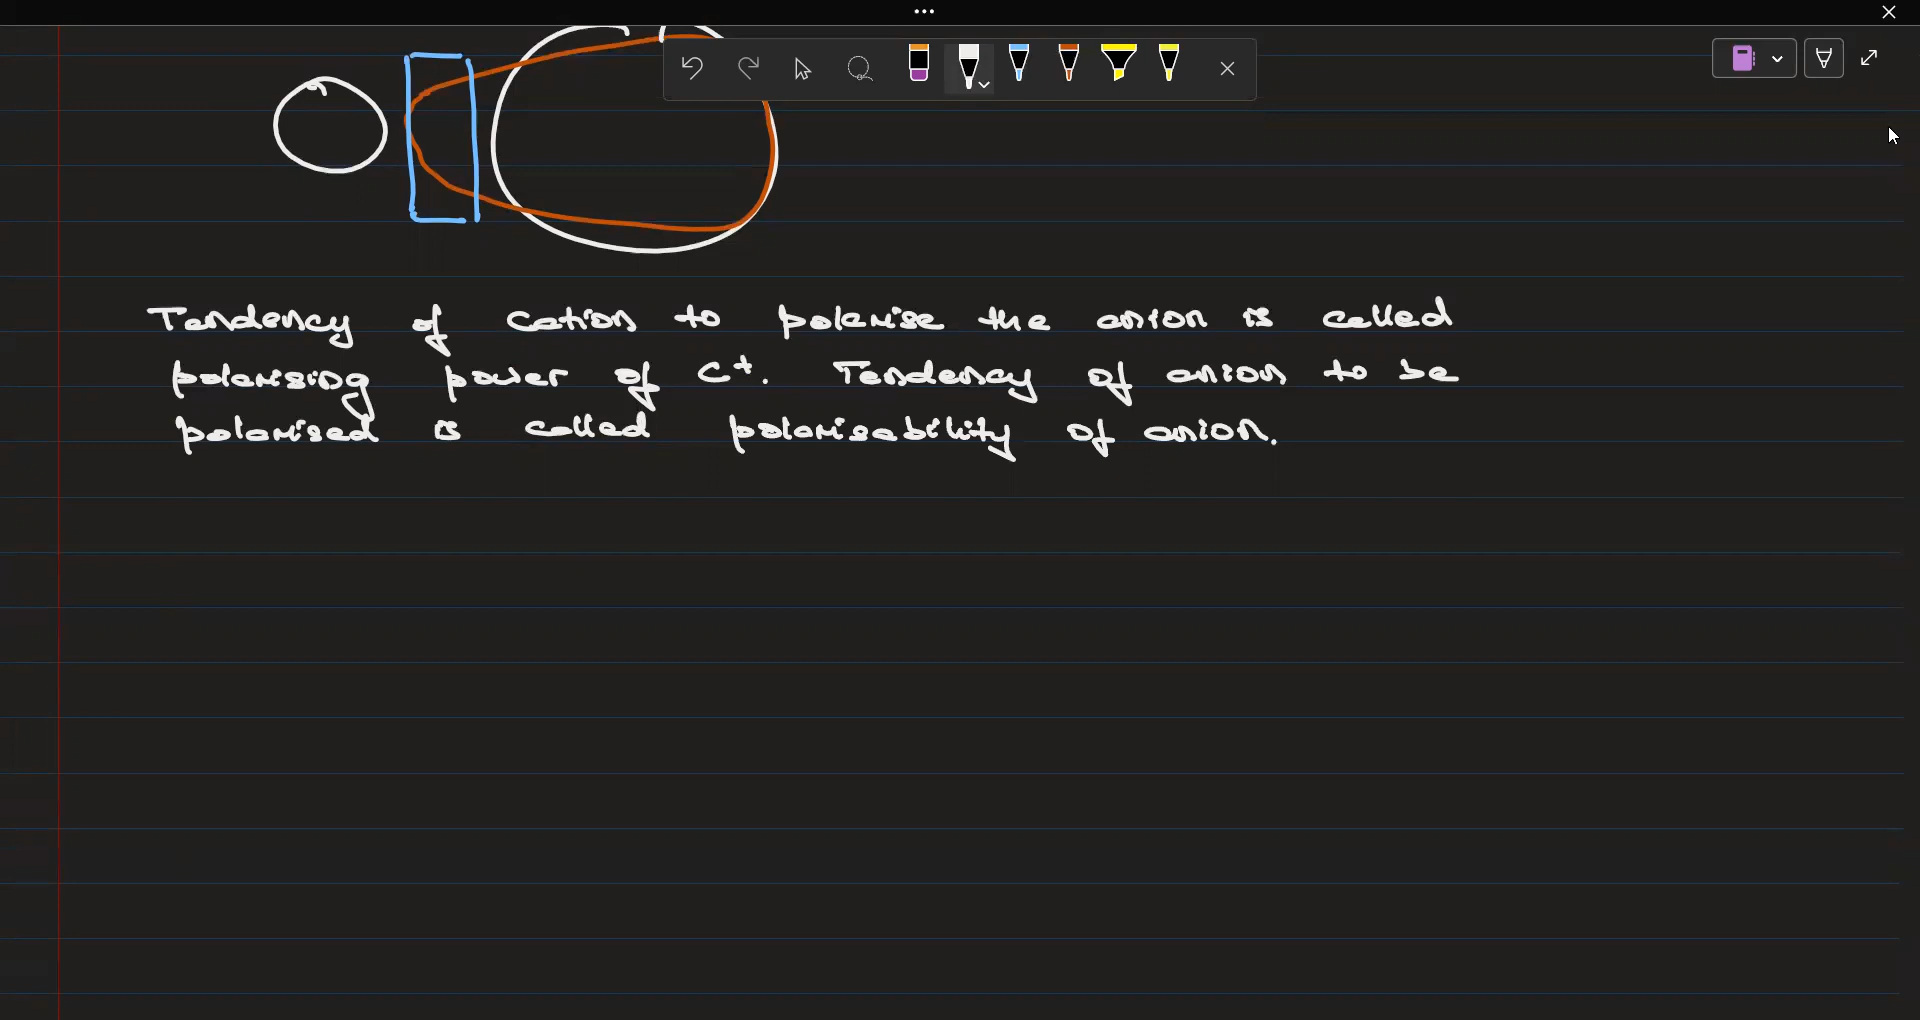 Tendency of cation to polarise the anion is called
polarising power of C⁺. Tendency of anion to be
polarised is called polarisability of anion.